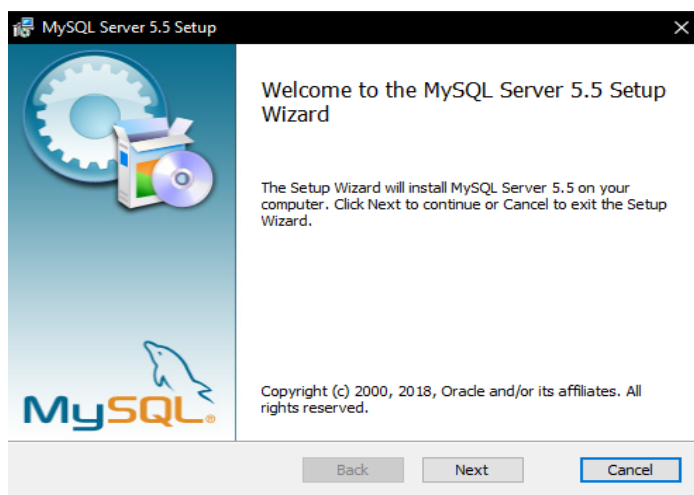 MySQL Server 5.5 Setup
Welcome to the MySQL Server 5.5 Setup
Wizard
The Setup Wizard will install MySQL Server 5.5 on your
computer. Click Next to continue or Cancel to exit the Setup
Wizard.
Copyright (c) 2000, 2018, Oracle and/or its affiliates. All
rights reserved.
MySQL®
Back Next Cancel